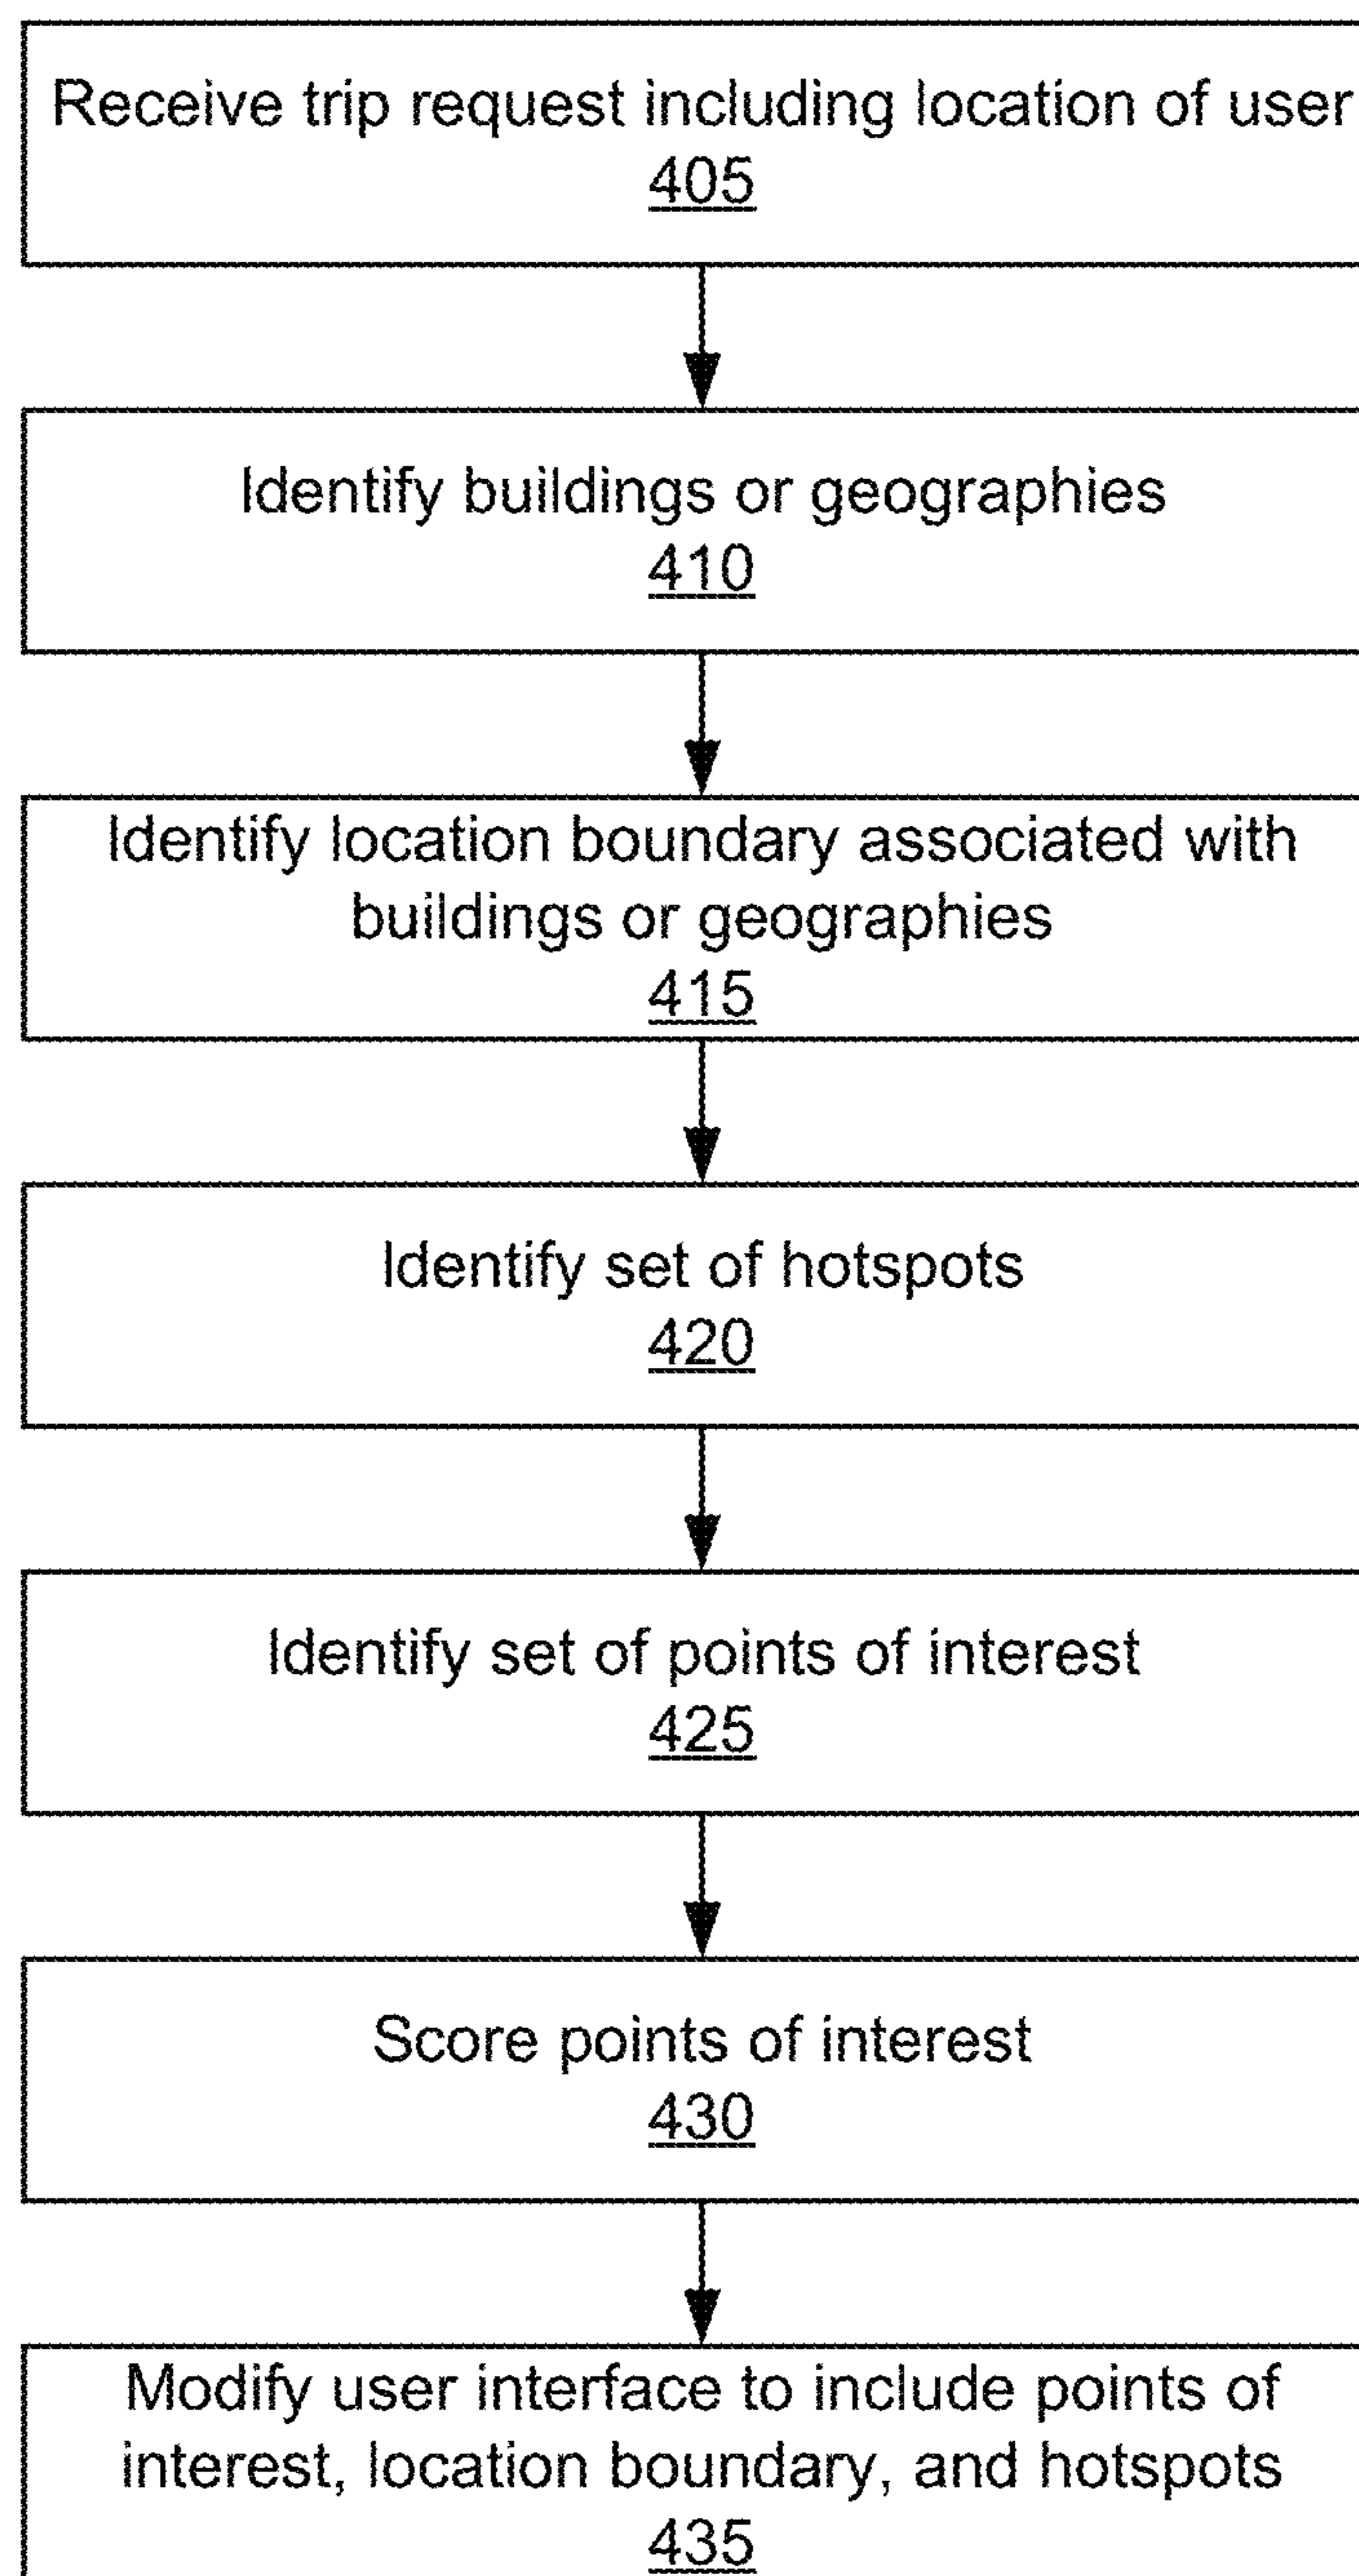 Receive trip request including location of user
405
Identify buildings or geographies
410
Identify location boundary associated with
buildings or geographies
415
Identify set of hotspots
420
Identify set of points of interest
425
Score points of interest
430
Modify user interface to include points of
interest, location boundary, and hotspots
435